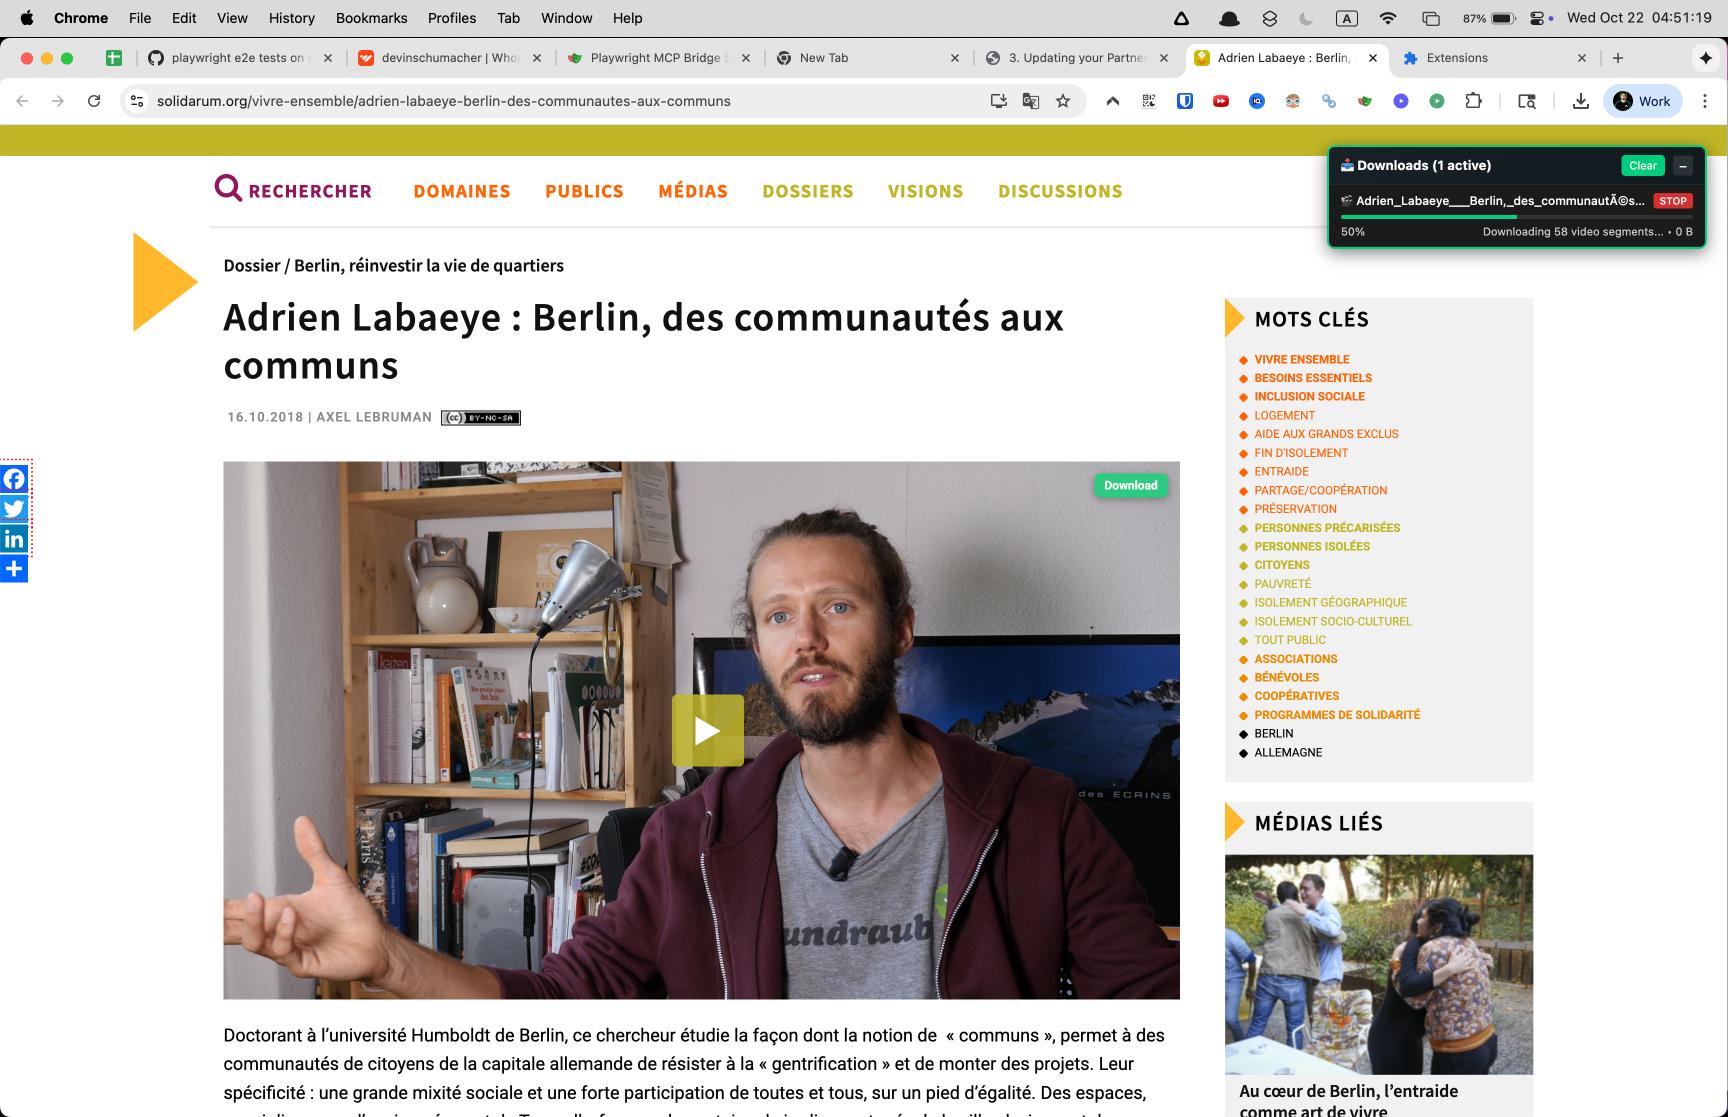 Chrome File Edit View History Bookmarks Profiles Tab Window Help
A 87% Wed Oct 22 04:51:19
playwright e2e tests on
devinschumacher | Who
Playwright MCP Bridge
New Tab
3. Updating your Partne
Adrien Labaeye : Berlin,
Extensions
solidarum.org/vivre-ensemble/adrien-labaeye-berlin-des-communautes-aux-communs
Work
RECHERCHER DOMAINES PUBLICS MÉDIAS DOSSIERS VISIONS DISCUSSIONS
Downloads (1 active) Clear –
Adrien_Labaeye___Berlin,_des_communautÃ©s... STOP
50% Downloading 58 video segments... • 0 B
Dossier / Berlin, réinvestir la vie de quartiers
Adrien Labaeye : Berlin, des communautés aux
communs
16.10.2018 | AXEL LEBRUMAN (cc) BY-NC-SA
Download
kaizen
Paris
des ECRINS
undraub
Doctorant à l’université Humboldt de Berlin, ce chercheur étudie la façon dont la notion de « communs », permet à des
communautés de citoyens de la capitale allemande de résister à la « gentrification » et de monter des projets. Leur
spécificité : une grande mixité sociale et une forte participation de toutes et tous, sur un pied d’égalité. Des espaces,
MOTS CLÉS
VIVRE ENSEMBLE
BESOINS ESSENTIELS
INCLUSION SOCIALE
LOGEMENT
AIDE AUX GRANDS EXCLUS
FIN D'ISOLEMENT
ENTRAIDE
PARTAGE/COOPÉRATION
PRÉSERVATION
PERSONNES PRÉCARISÉES
PERSONNES ISOLÉES
CITOYENS
PAUVRETÉ
ISOLEMENT GÉOGRAPHIQUE
ISOLEMENT SOCIO-CULTUREL
TOUT PUBLIC
ASSOCIATIONS
BÉNÉVOLES
COOPÉRATIVES
PROGRAMMES DE SOLIDARITÉ
BERLIN
ALLEMAGNE
MÉDIAS LIÉS
Au cœur de Berlin, l’entraide
comme art de vivre